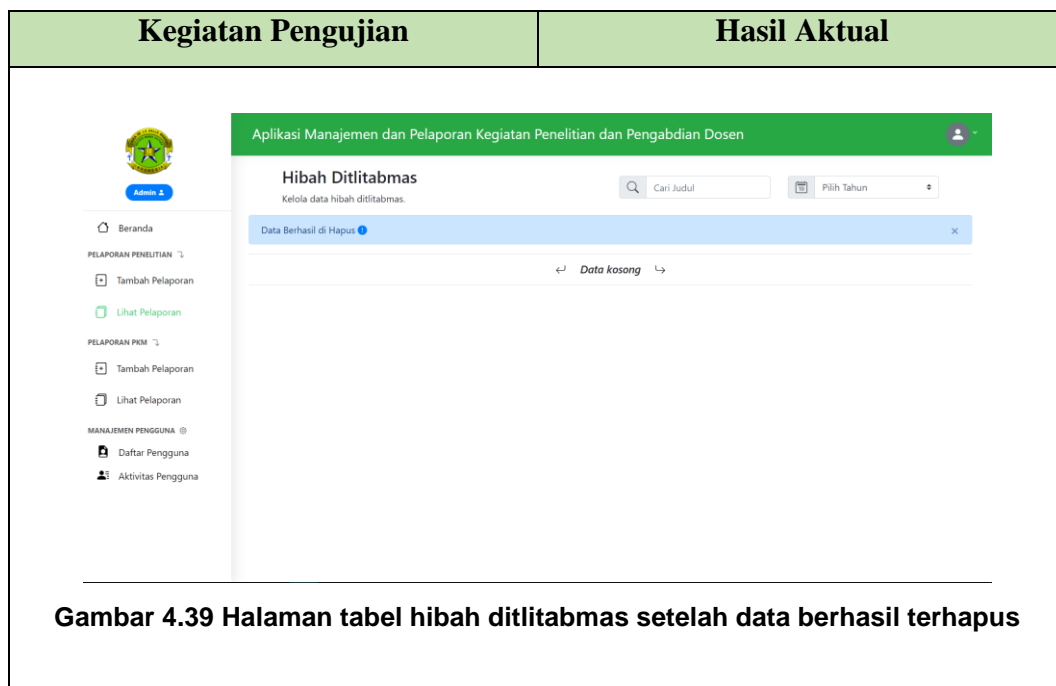 Kegiatan Pengujian
Hasil Aktual
Aplikasi Manajemen dan Pelaporan Kegiatan Penelitian dan Pengabdian Dosen
Admin
Hibah Ditlitabmas
Kelola data hibah ditlitabmas.
Cari Judul
Pilih Tahun
Beranda
Data Berhasil di Hapus
PELAPORAN PENELITIAN
Data kosong
Tambah Pelaporan
Lihat Pelaporan
PELAPORAN PKM
Tambah Pelaporan
Lihat Pelaporan
MANAJEMEN PENGGUNA
Daftar Pengguna
Aktivitas Pengguna
Gambar 4.39 Halaman tabel hibah ditlitabmas setelah data berhasil terhapus